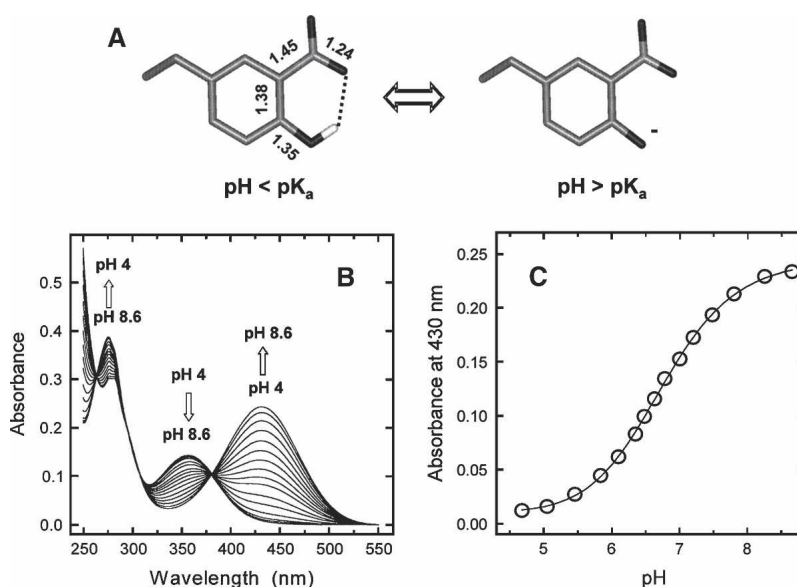 A
1.45
1.24
1.38
1.35
-
pH < pKa
pH > pKa
B
pH 4
pH 8.6
pH 4
pH 8.6
pH 8.6
pH 4
Absorbance
0.5
0.4
0.3
0.2
0.1
0.0
250 300 350 400 450 500 550
Wavelength (nm)
C
Absorbance at 430 nm
0.25
0.20
0.15
0.10
0.05
0.00
5 6 7 8
pH